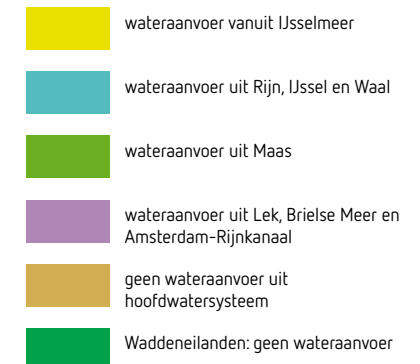 wateraanvoer vanuit IJsselmeer
wateraanvoer uit Rijn, IJssel en Waal
wateraanvoer uit Maas
wateraanvoer uit Lek, Brielse Meer en
Amsterdam-Rijnkanaal
geen wateraanvoer uit
hoofdwatersysteem
Waddeneilanden: geen wateraanvoer